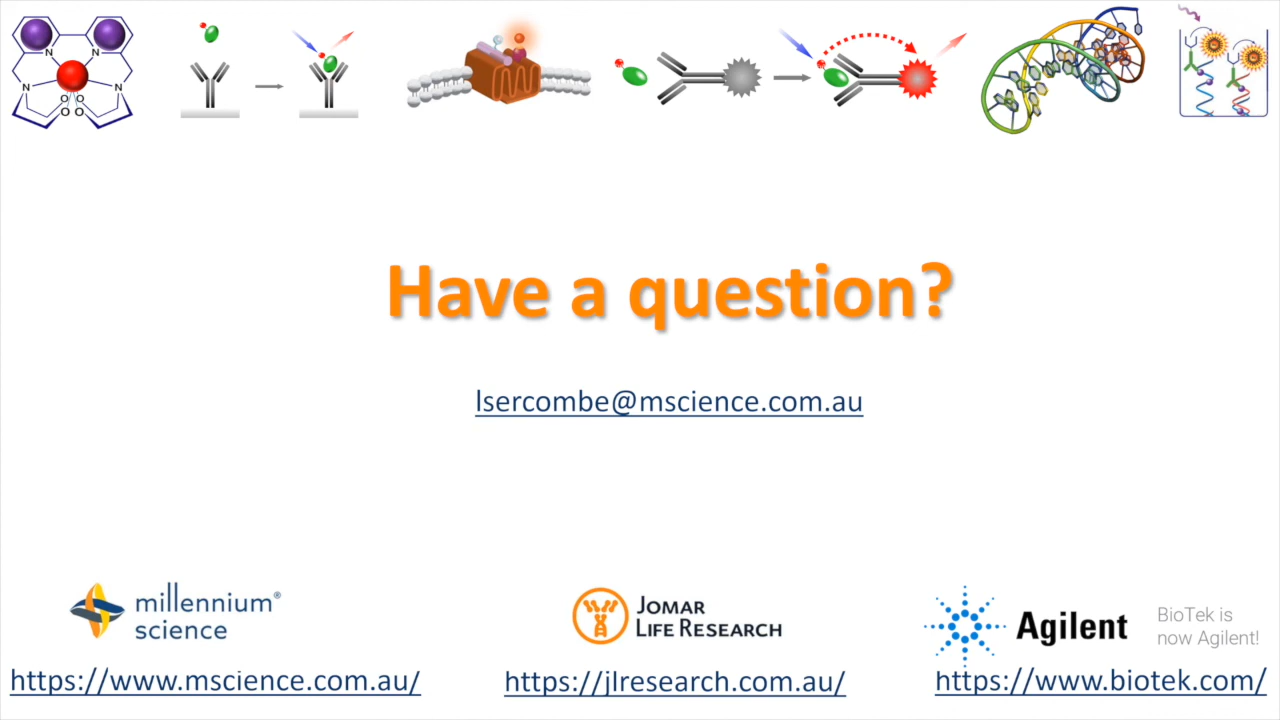 N N
N N
O O
O O
Have a question?
lsercombe@mscience.com.au
millennium®
science
JOMAR
LIFE RESEARCH
Agilent
BioTek is
now Agilent!
https://www.mscience.com.au/
https://jlresearch.com.au/
https://www.biotek.com/